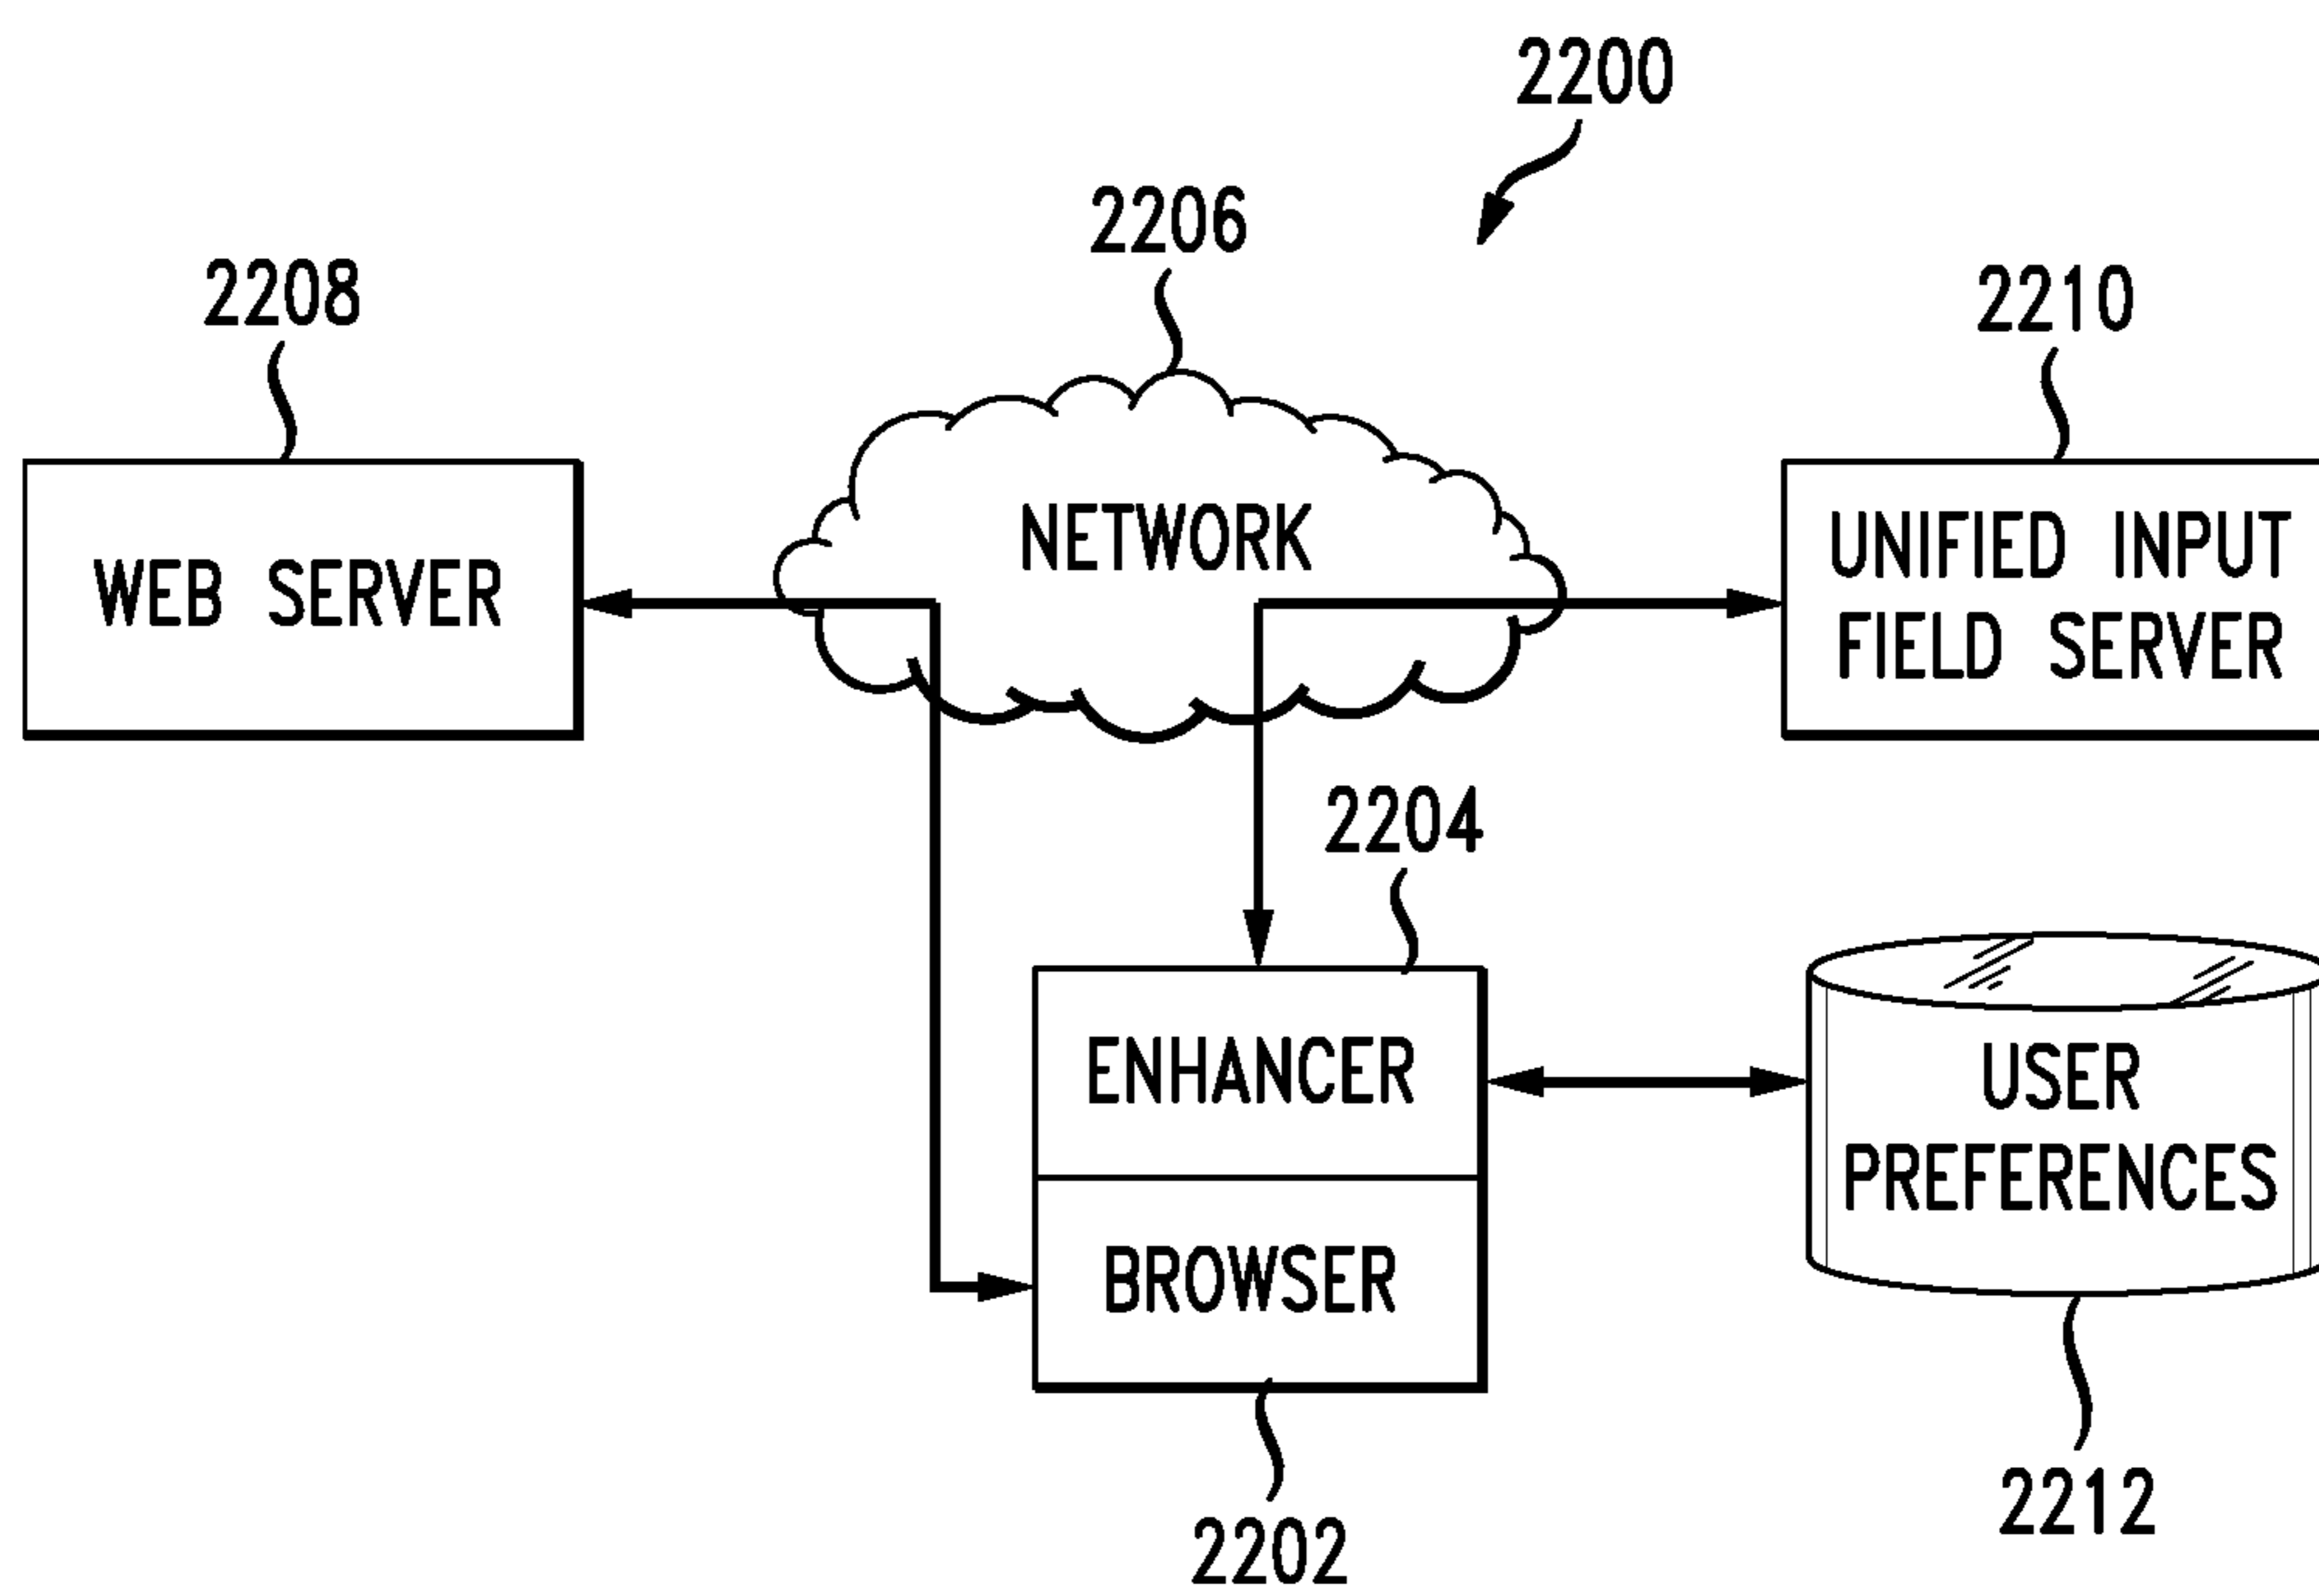 2200
2206
2208
2210
NETWORK
WEB SERVER
UNIFIED INPUT
FIELD SERVER
2204
ENHANCER
USER
PREFERENCES
BROWSER
2212
2202